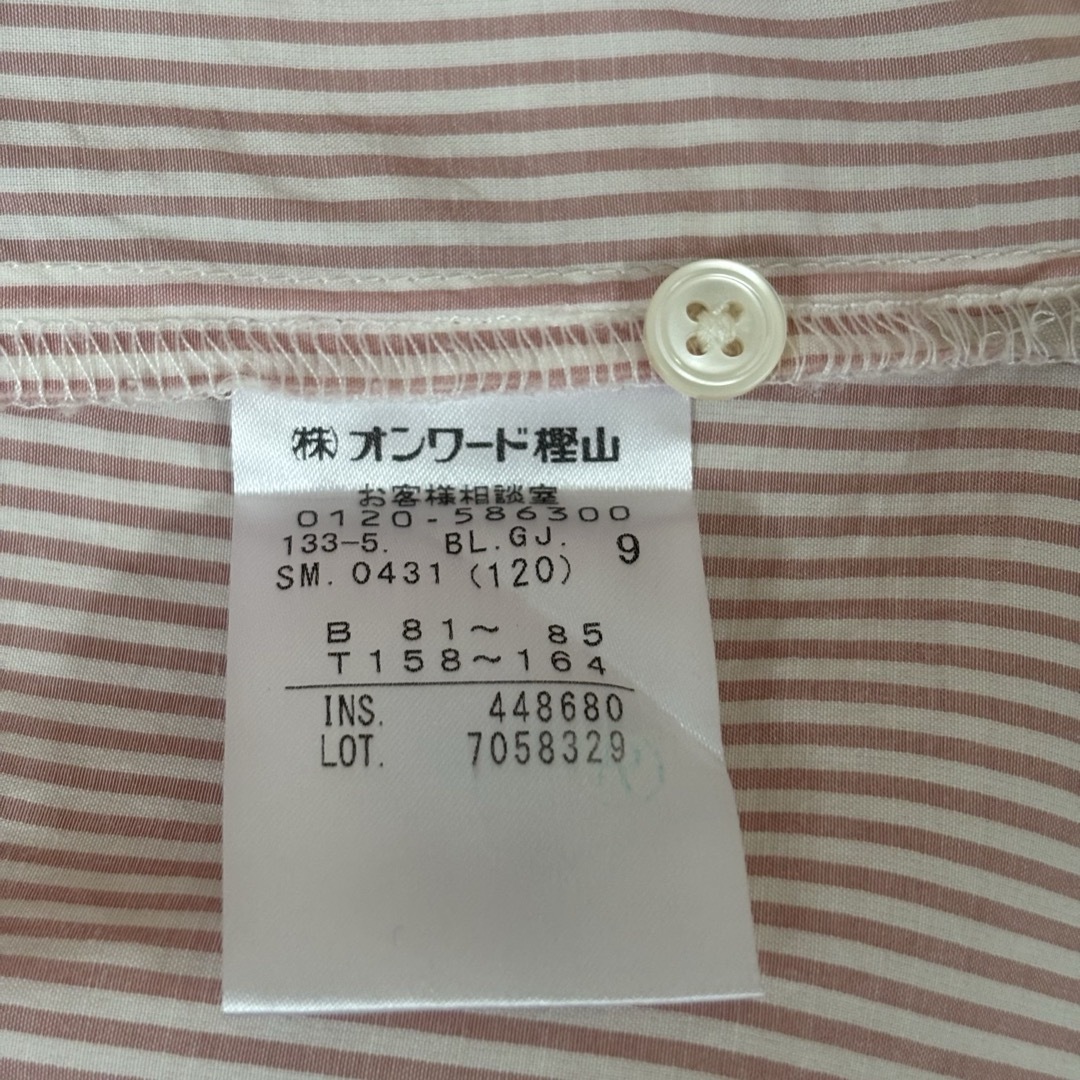 (株)オンワード樫山
お客様相談室
0120-586300
133-5. BL.GJ. 9
SM. 0431 (120)
B 81～ 85
T158～164
INS. 448680
LOT. 7058329